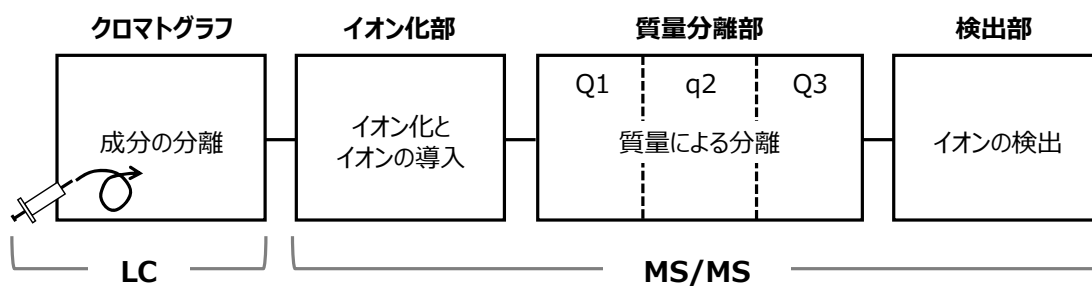 クロマトグラフ
イオン化部
質量分離部
検出部
成分の分離
イオン化と
イオンの導入
Q1
q2
Q3
質量による分離
イオンの検出
LC
MS/MS